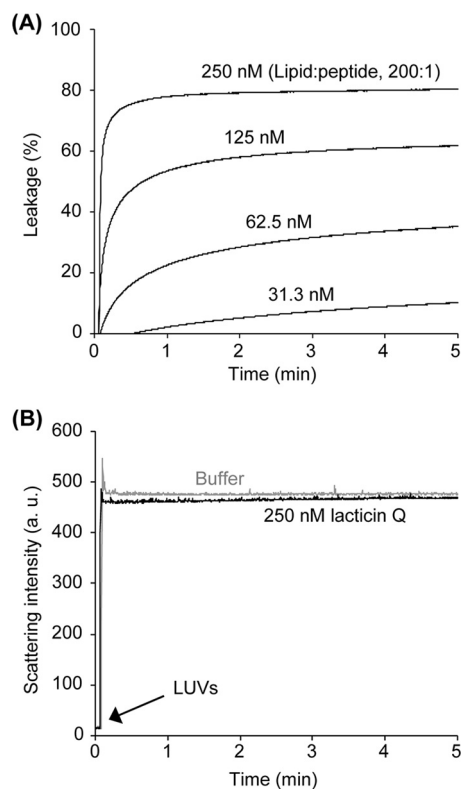 (A)
250 nM (Lipid:peptide, 200:1)
125 nM
62.5 nM
31.3 nM
Leakage (%)
100
80
60
40
20
0
0 1 2 3 4 5
Time (min)
(B)
Buffer
250 nM lacticin Q
LUVs
Scattering intensity (a. u.)
600
500
400
300
200
100
0
0 1 2 3 4 5
Time (min)